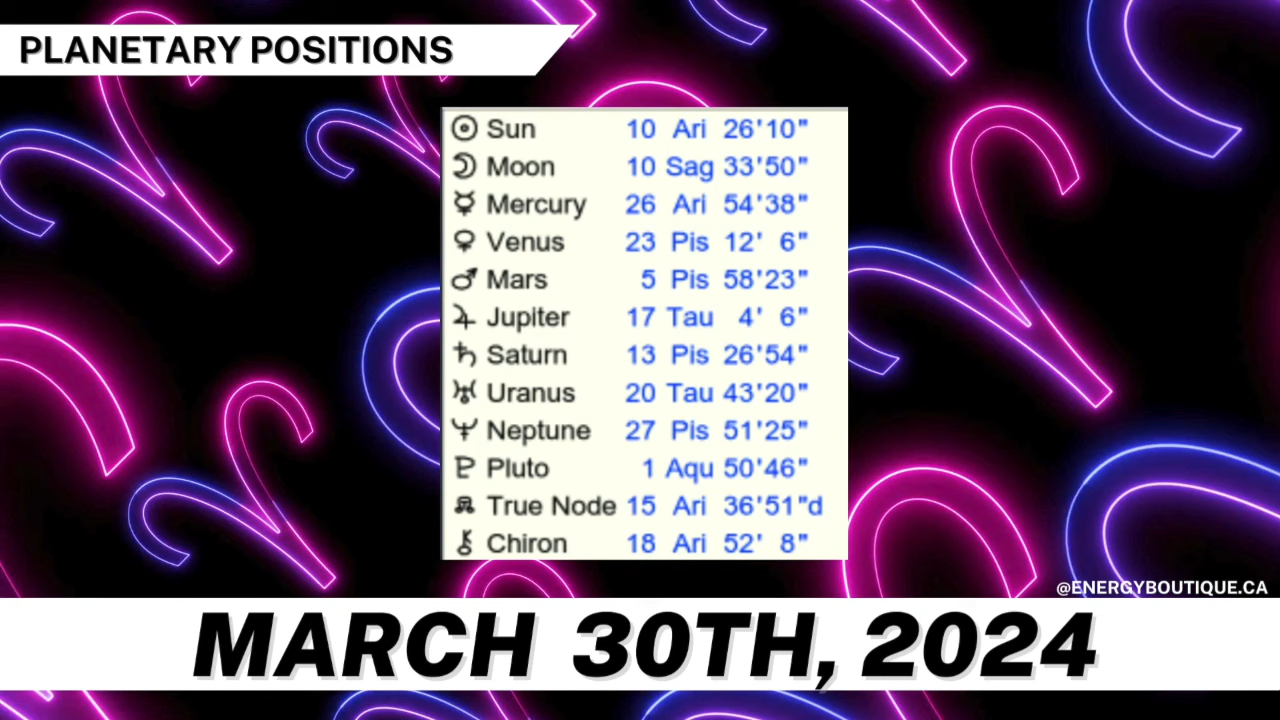 PLANETARY POSITIONS
☉ Sun 10 Ari 26'10"
☽ Moon 10 Sag 33'50"
☿ Mercury 26 Ari 54'38"
♀ Venus 23 Pis 12' 6"
♂ Mars 5 Pis 58'23"
♃ Jupiter 17 Tau 4' 6"
♄ Saturn 13 Pis 26'54"
♅ Uranus 20 Tau 43'20"
♆ Neptune 27 Pis 51'25"
♇ Pluto 1 Aqu 50'46"
☊ True Node 15 Ari 36'51"d
⚷ Chiron 18 Ari 52' 8"
@ENERGYBOUTIQUE.CA
MARCH 30TH, 2024